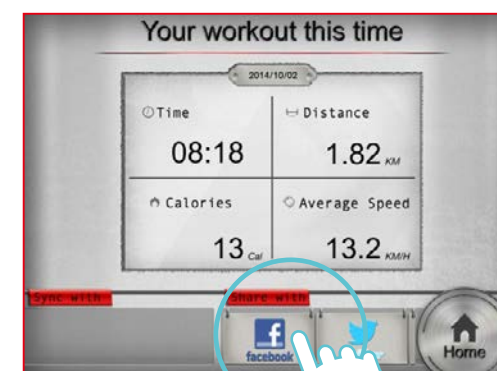 Your workout this time
2014/10/02
Time
Distance
08:18
1.82 KM
Calories
Average Speed
13 Cal
13.2 KM/H
Sync with
Share with
facebook
Home